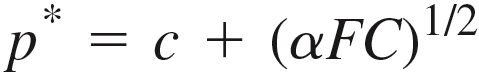 p* = c + (αFC)^{1/2}